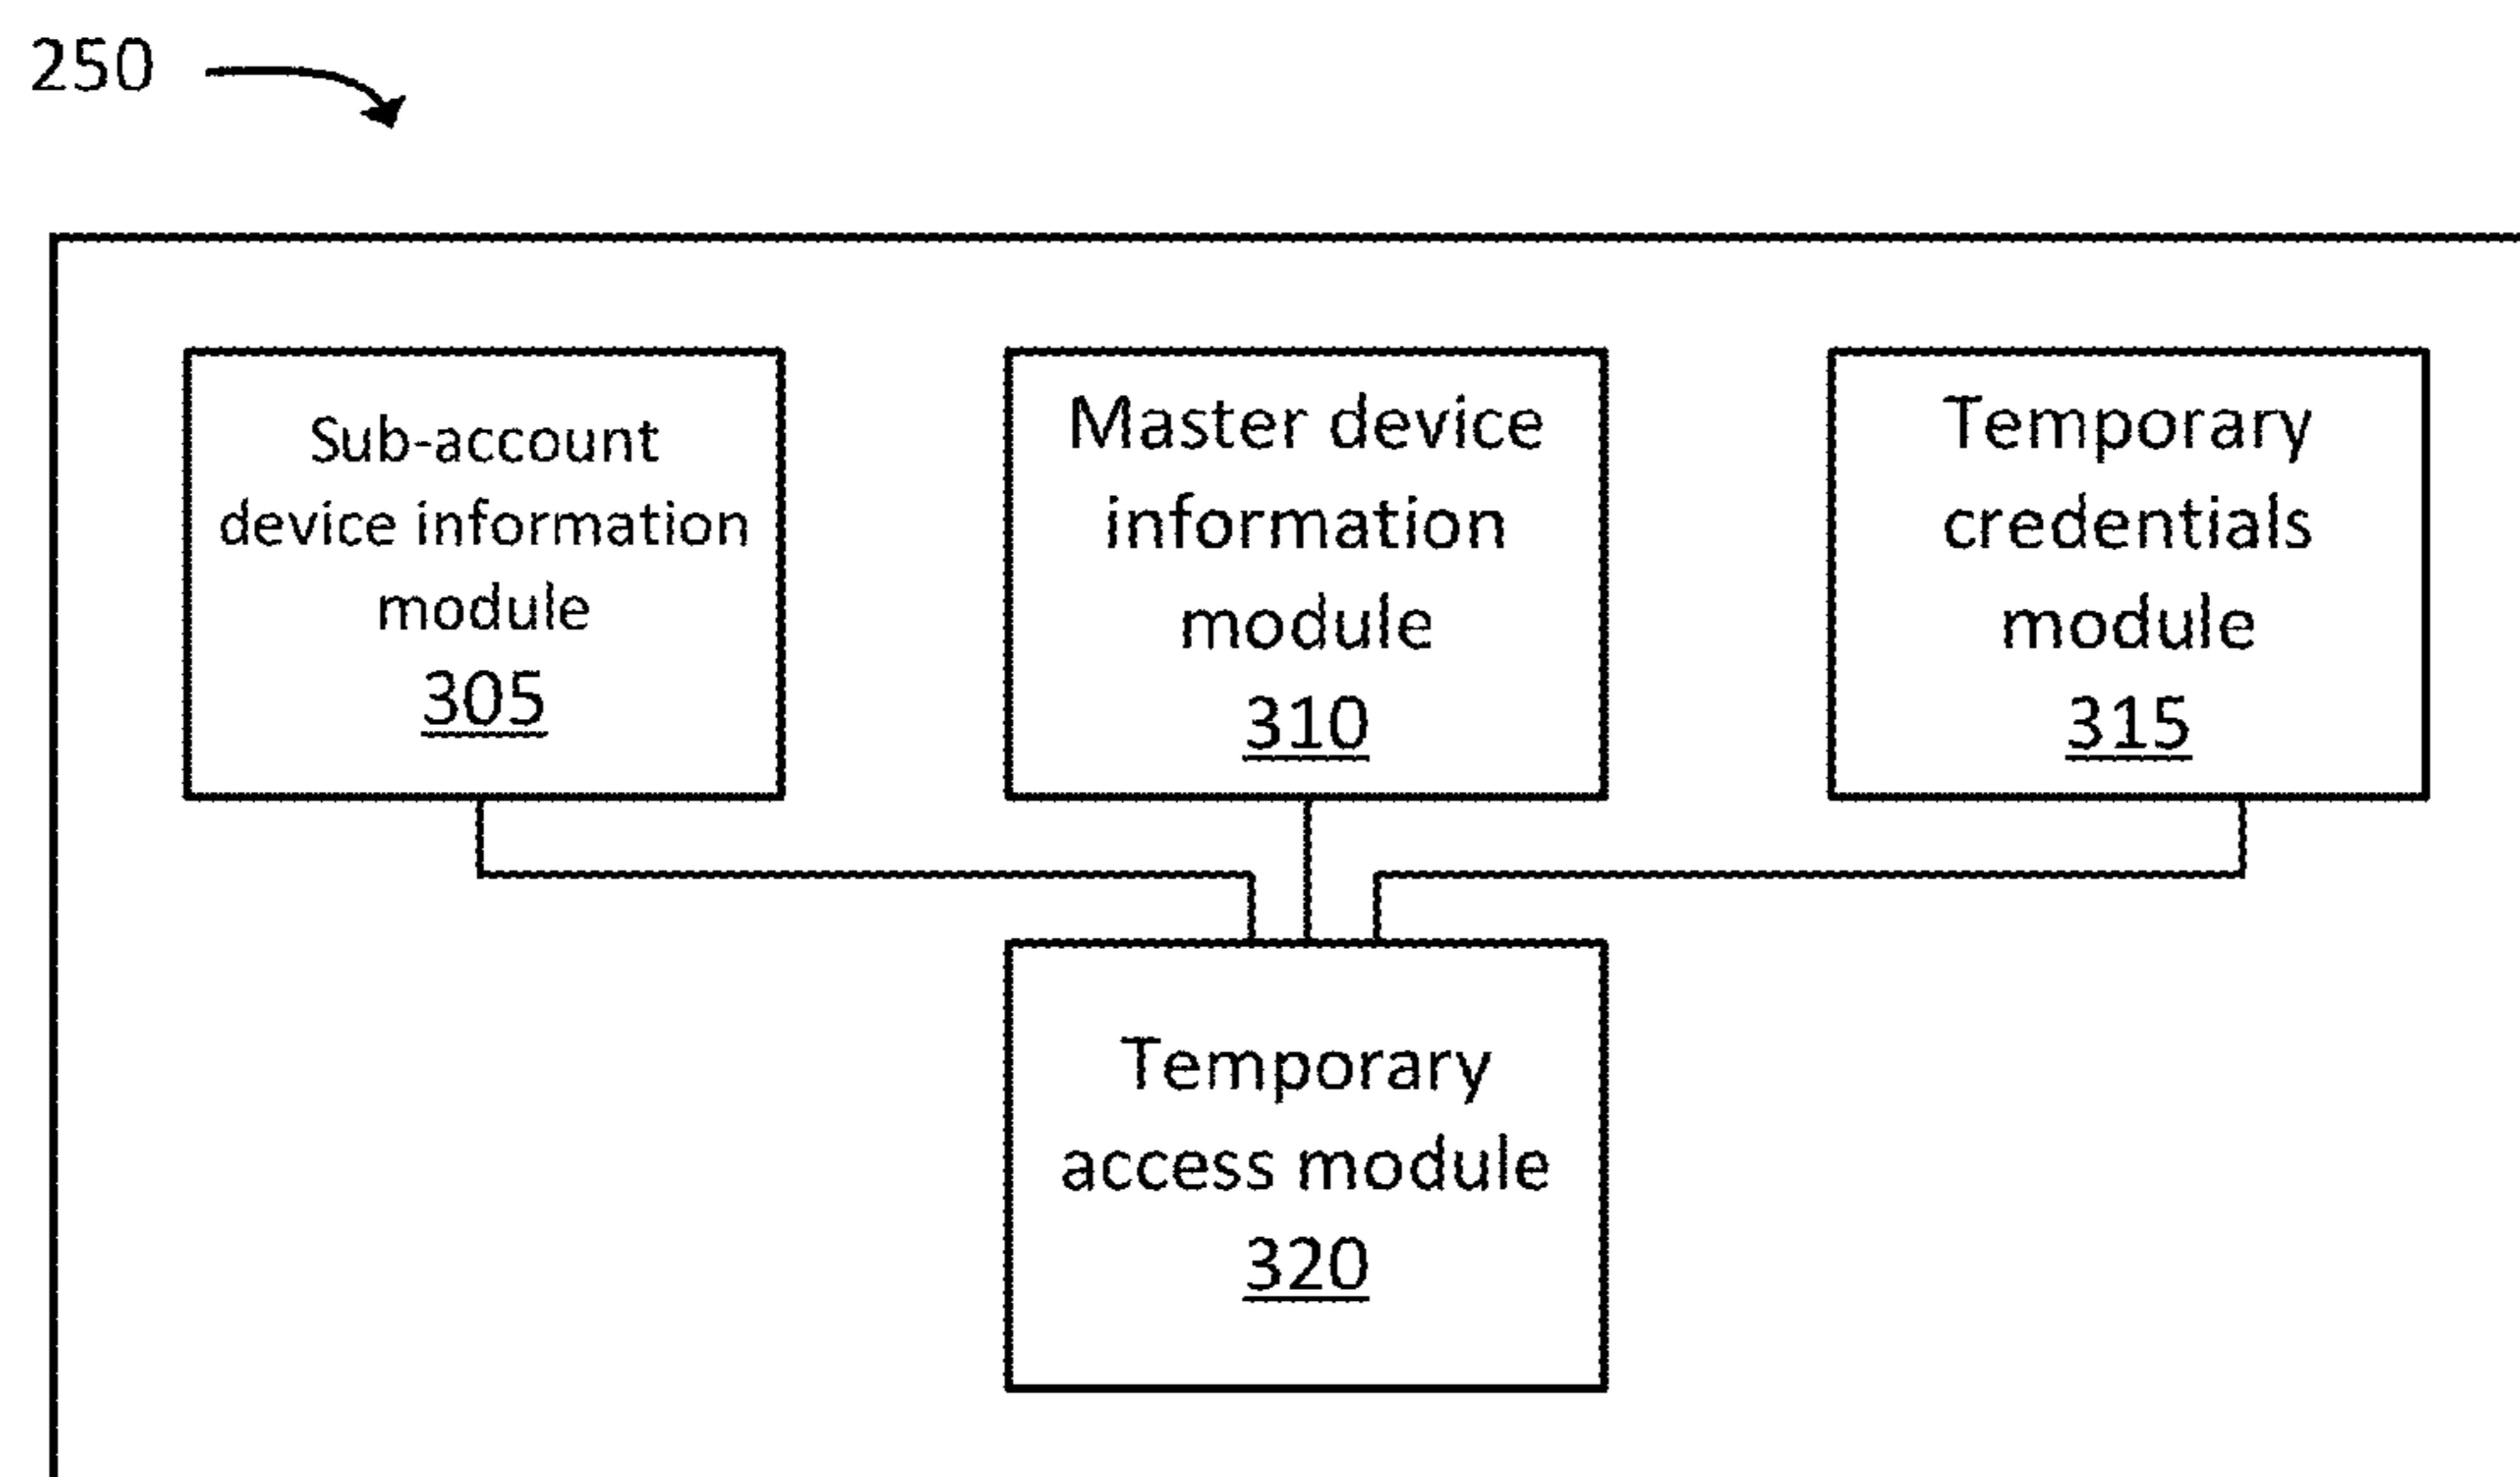 250
Sub-account
device information
module
305
Master device
information
module
310
Temporary
credentials
module
315
Temporary
access module
320